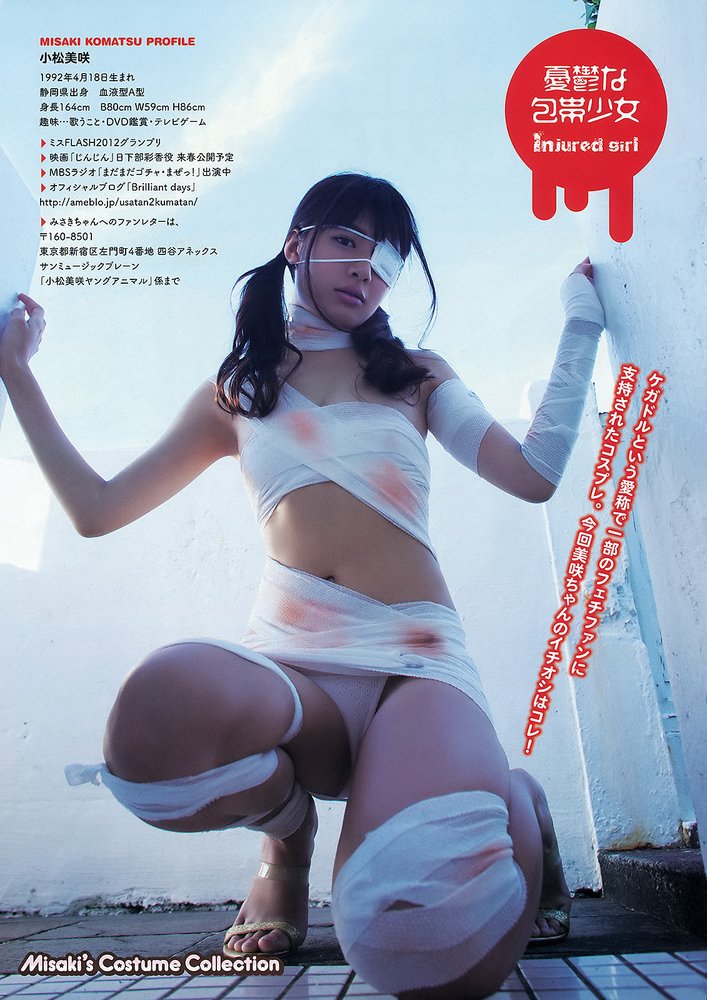 MISAKI KOMATSU PROFILE
小松美咲
1992年4月18日生まれ
静岡県出身　血液型A型
身長164cm　B80cm W59cm H86cm
趣味…歌うこと・DVD鑑賞・テレビゲーム
▶ ミスFLASH2012グランプリ
▶ 映画「じんじん」日下部彩香役 来春公開予定
▶ MBSラジオ「まだまだゴチャ・まぜっ!」出演中
▶ オフィシャルブログ「Brilliant days」
http://ameblo.jp/usatan2kumatan/
▶ みさきちゃんへのファンレターは、
〒160-8501
東京都新宿区左門町4番地 四谷アネックス
サンミュージックブレーン
「小松美咲ヤングアニマル」係まで
憂鬱な
包帯少女
Injured girl
ケガドルという愛称で一部のフェチファンに
支持されたコスプレ。今回美咲ちゃんのイチオシはコレ!
Misaki's Costume Collection